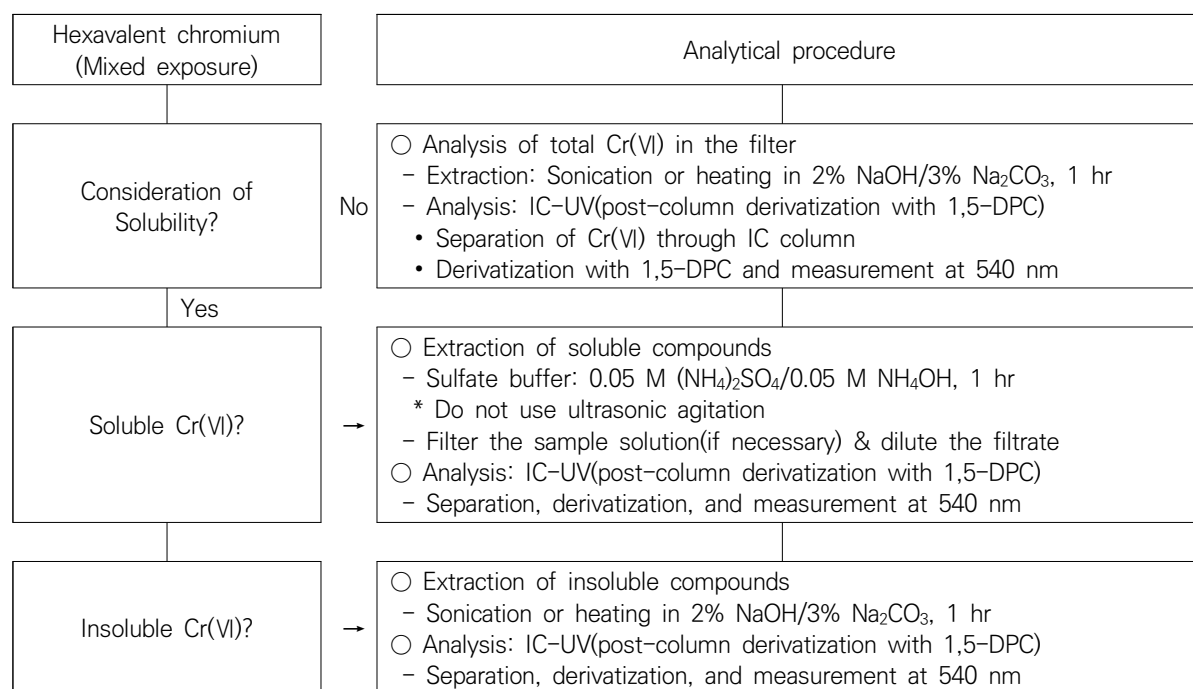 Hexavalent chromium
(Mixed exposure)
Analytical procedure
Consideration of
Solubility?
No
○ Analysis of total Cr(Ⅵ) in the filter
- Extraction: Sonication or heating in 2% NaOH/3% Na₂CO₃, 1 hr
- Analysis: IC-UV(post-column derivatization with 1,5-DPC)
• Separation of Cr(Ⅵ) through IC column
• Derivatization with 1,5-DPC and measurement at 540 nm
Yes
Soluble Cr(Ⅵ)?
→
○ Extraction of soluble compounds
- Sulfate buffer: 0.05 M (NH₄)₂SO₄/0.05 M NH₄OH, 1 hr
* Do not use ultrasonic agitation
- Filter the sample solution(if necessary) & dilute the filtrate
○ Analysis: IC-UV(post-column derivatization with 1,5-DPC)
- Separation, derivatization, and measurement at 540 nm
Insoluble Cr(Ⅵ)?
→
○ Extraction of insoluble compounds
- Sonication or heating in 2% NaOH/3% Na₂CO₃, 1 hr
○ Analysis: IC-UV(post-column derivatization with 1,5-DPC)
- Separation, derivatization, and measurement at 540 nm